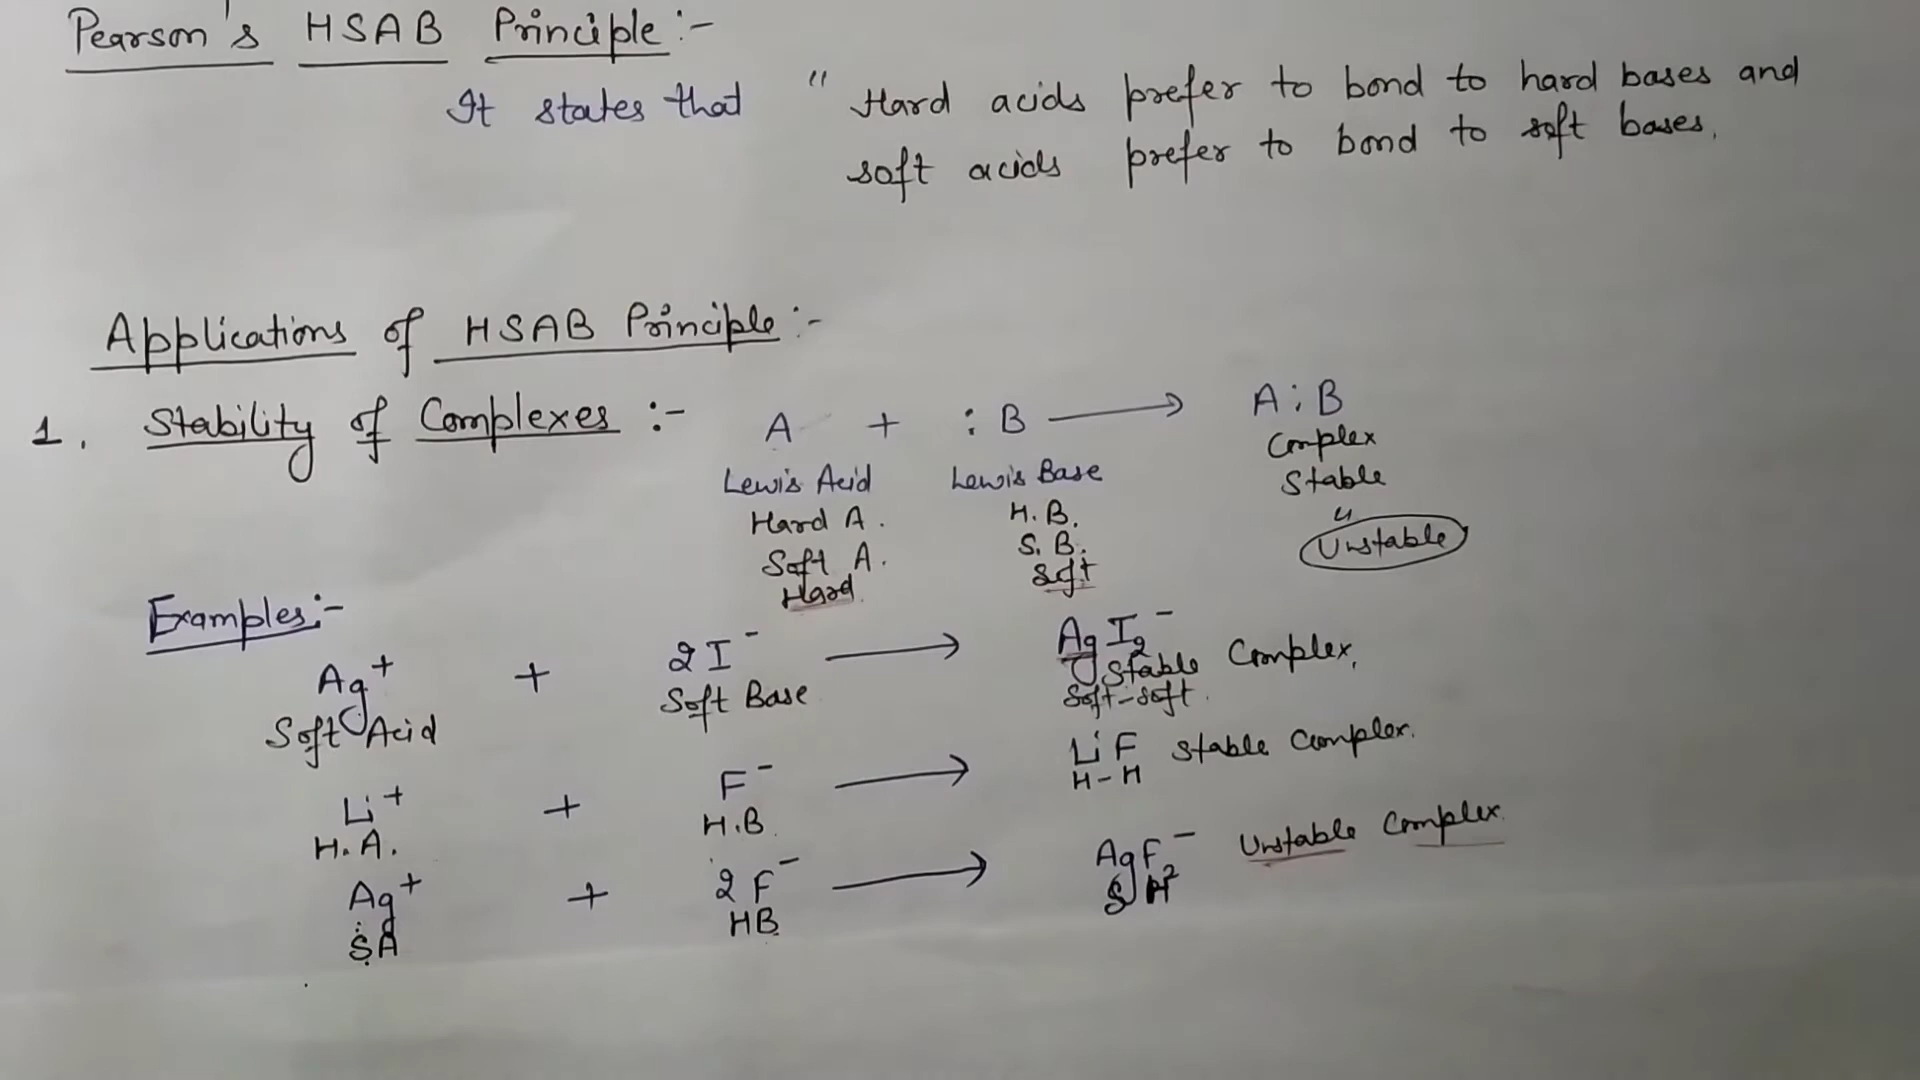 Pearson's HSAB Principle :-
It states that " Hard acids prefer to bond to hard bases and
soft acids prefer to bond to soft bases.
Applications of HSAB Principle :-
1. Stability of Complexes :- A + :B → A:B
Complex
Lewis Acid Lewis Base Stable
Hard A. H.B.
Soft A. S.B. Unstable
Hard Soft
Examples:-
Ag+ + 2I- → AgI2-
Soft Acid Soft Base Stable Complex.
Soft-soft.
Li+ + F- → LiF Stable Complex.
H.A. H.B H-H
Ag+ + 2F- → AgF2- Unstable Complex
SA HB S H